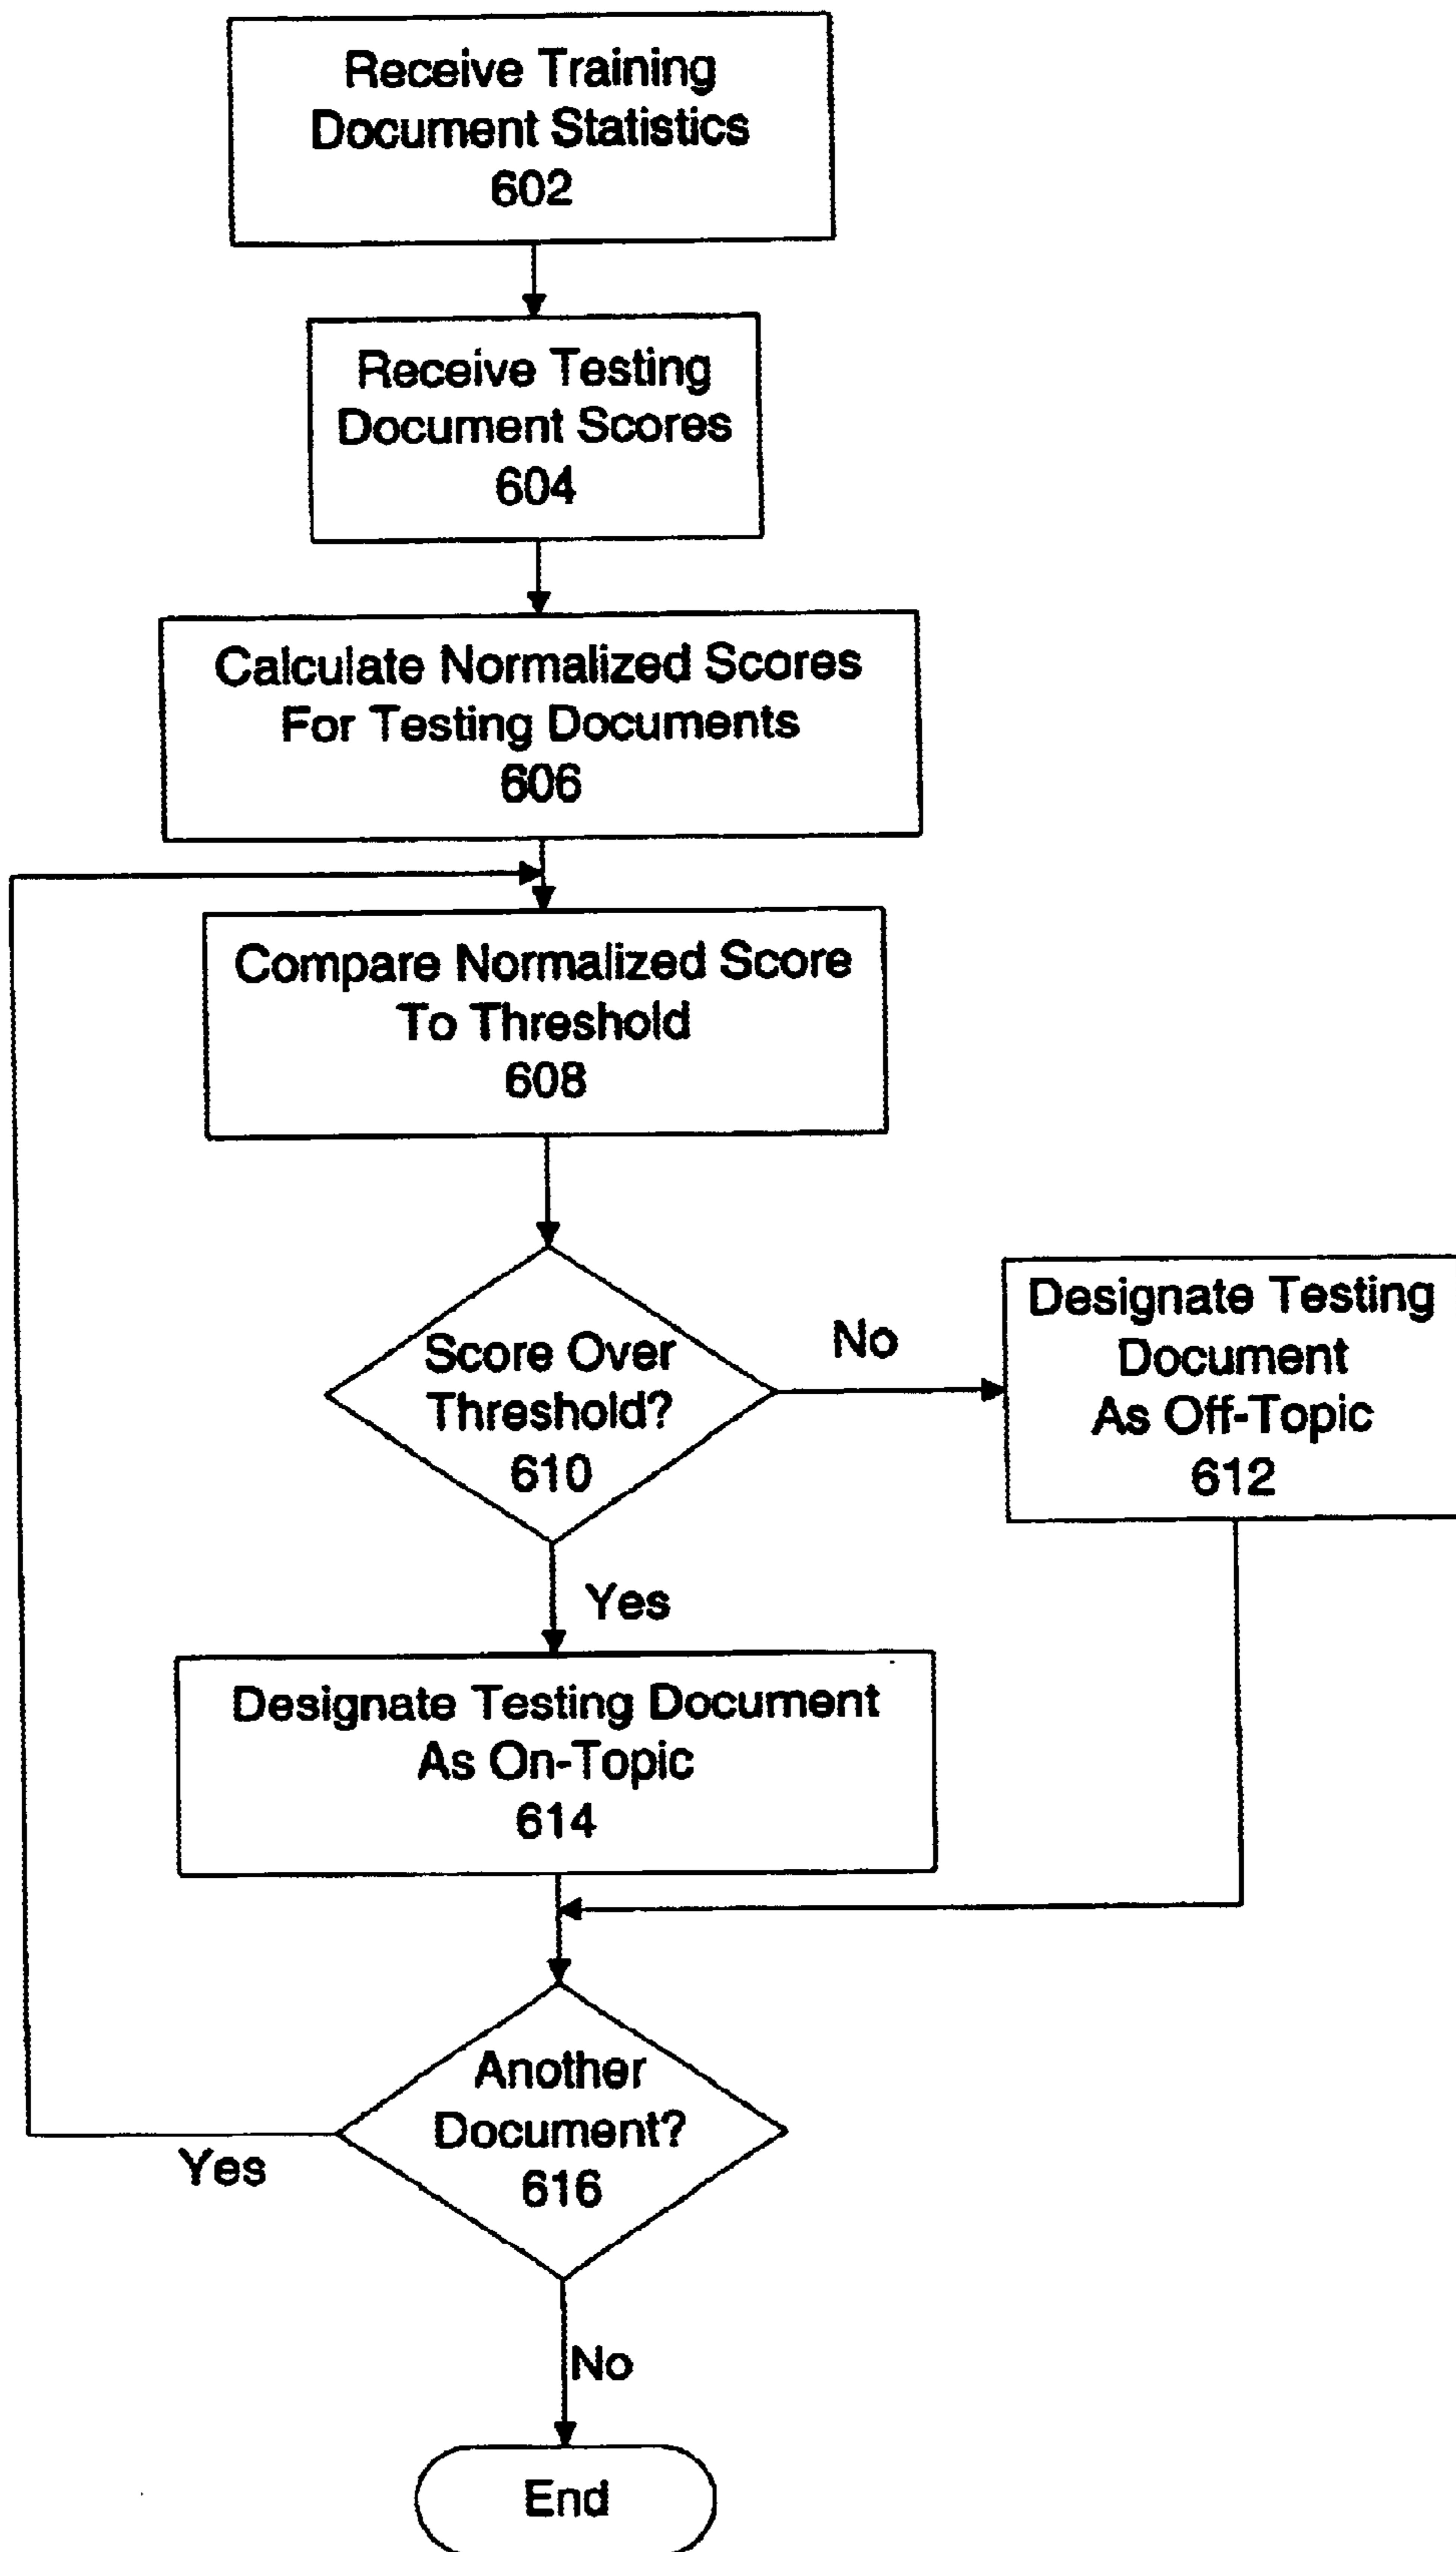 Receive Training
Document Statistics
602
Receive Testing
Document Scores
604
Calculate Normalized Scores
For Testing Documents
606
Compare Normalized Score
To Threshold
608
Score Over
Threshold?
610
No
Designate Testing
Document
As Off-Topic
612
Yes
Designate Testing Document
As On-Topic
614
Another
Document?
616
Yes
No
End